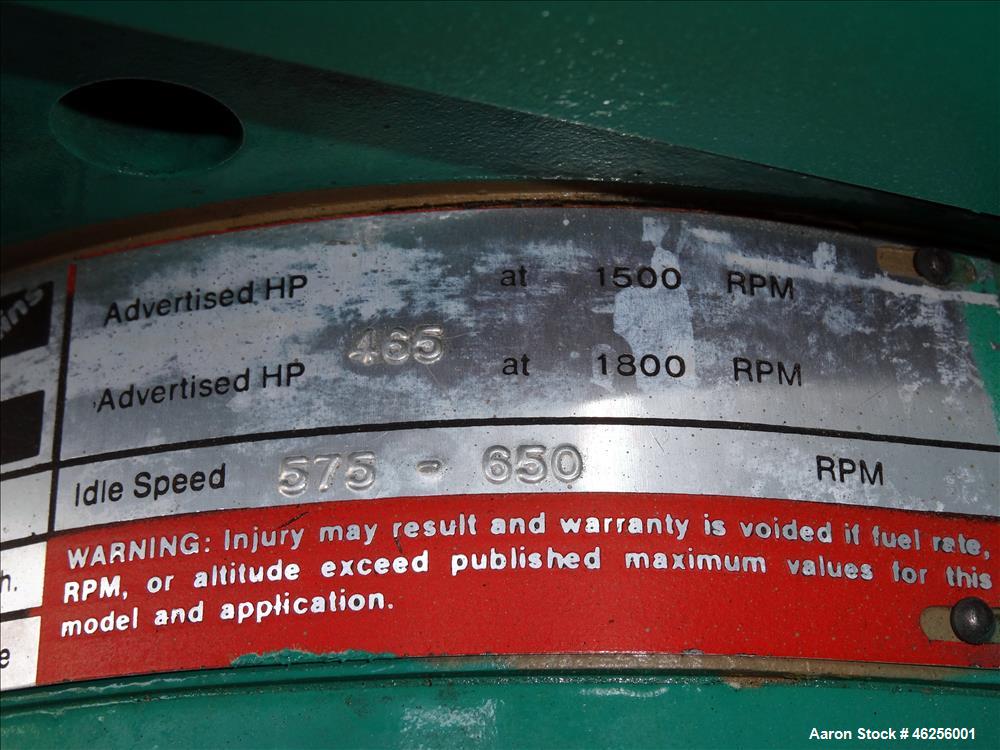 Advertised HP at 1500 RPM
465
Advertised HP at 1800 RPM
Idle Speed 575 - 650 RPM
WARNING: Injury may result and warranty is voided if fuel rate,
RPM, or altitude exceed published maximum values for this
model and application.
h.
e
Aaron Stock # 46256001